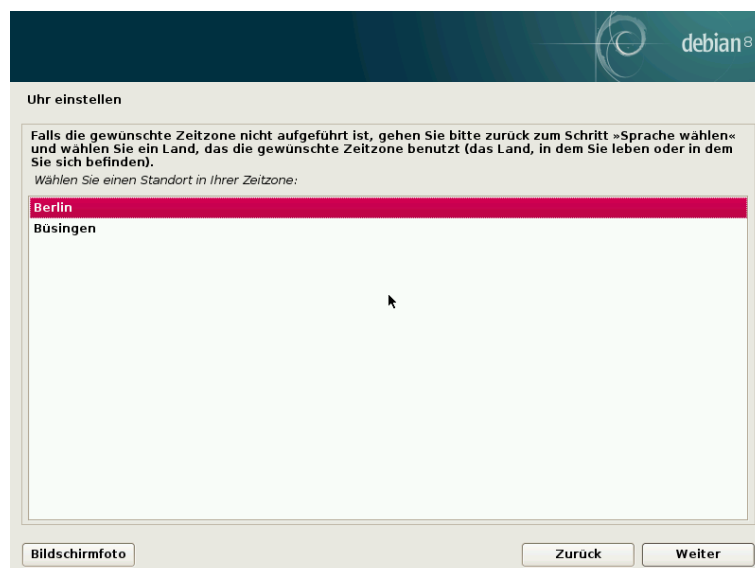 debian 8
Uhr einstellen
Falls die gewünschte Zeitzone nicht aufgeführt ist, gehen Sie bitte zurück zum Schritt »Sprache wählen«
und wählen Sie ein Land, das die gewünschte Zeitzone benutzt (das Land, in dem Sie leben oder in dem
Sie sich befinden).
Wählen Sie einen Standort in Ihrer Zeitzone:
Berlin
Büsingen
Bildschirmfoto
Zurück
Weiter